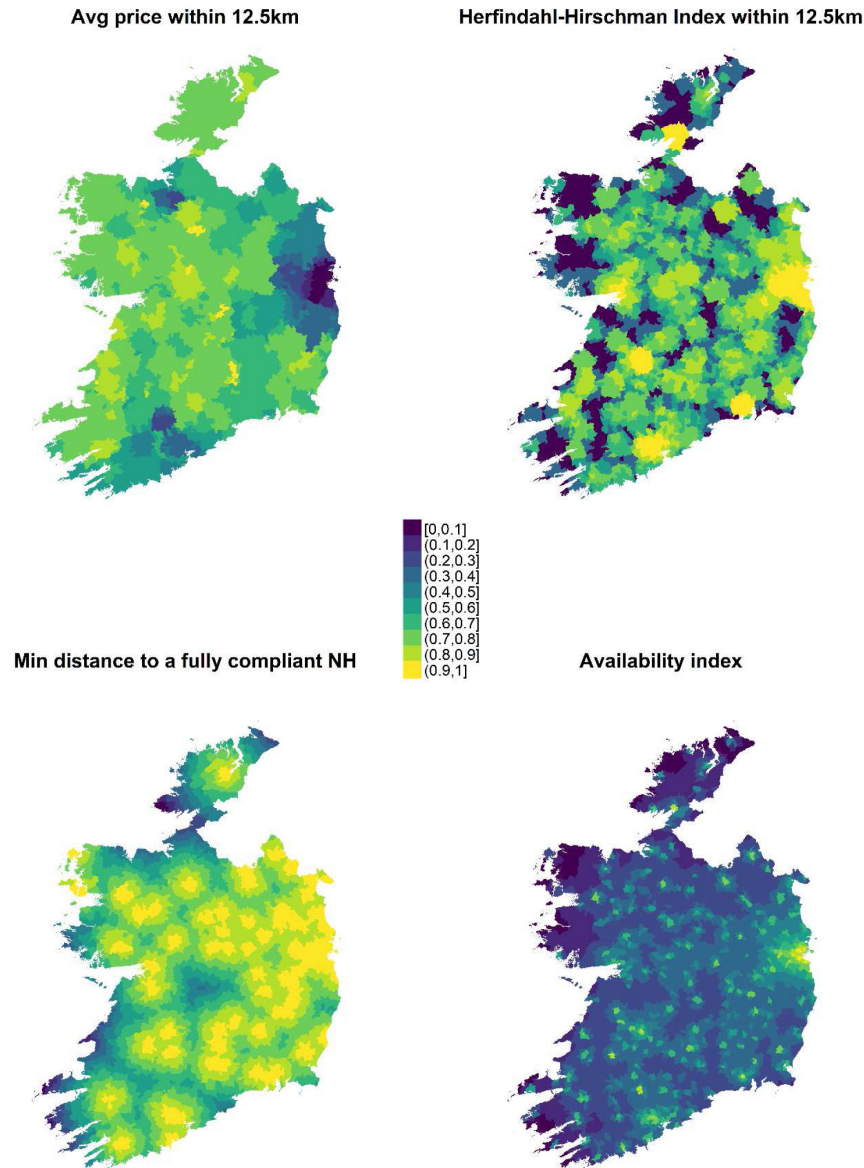 Avg price within 12.5km
Herfindahl-Hirschman Index within 12.5km
[0,0.1]
(0.1,0.2]
(0.2,0.3]
(0.3,0.4]
(0.4,0.5]
(0.5,0.6]
(0.6,0.7]
(0.7,0.8]
(0.8,0.9]
(0.9,1]
Min distance to a fully compliant NH
Availability index